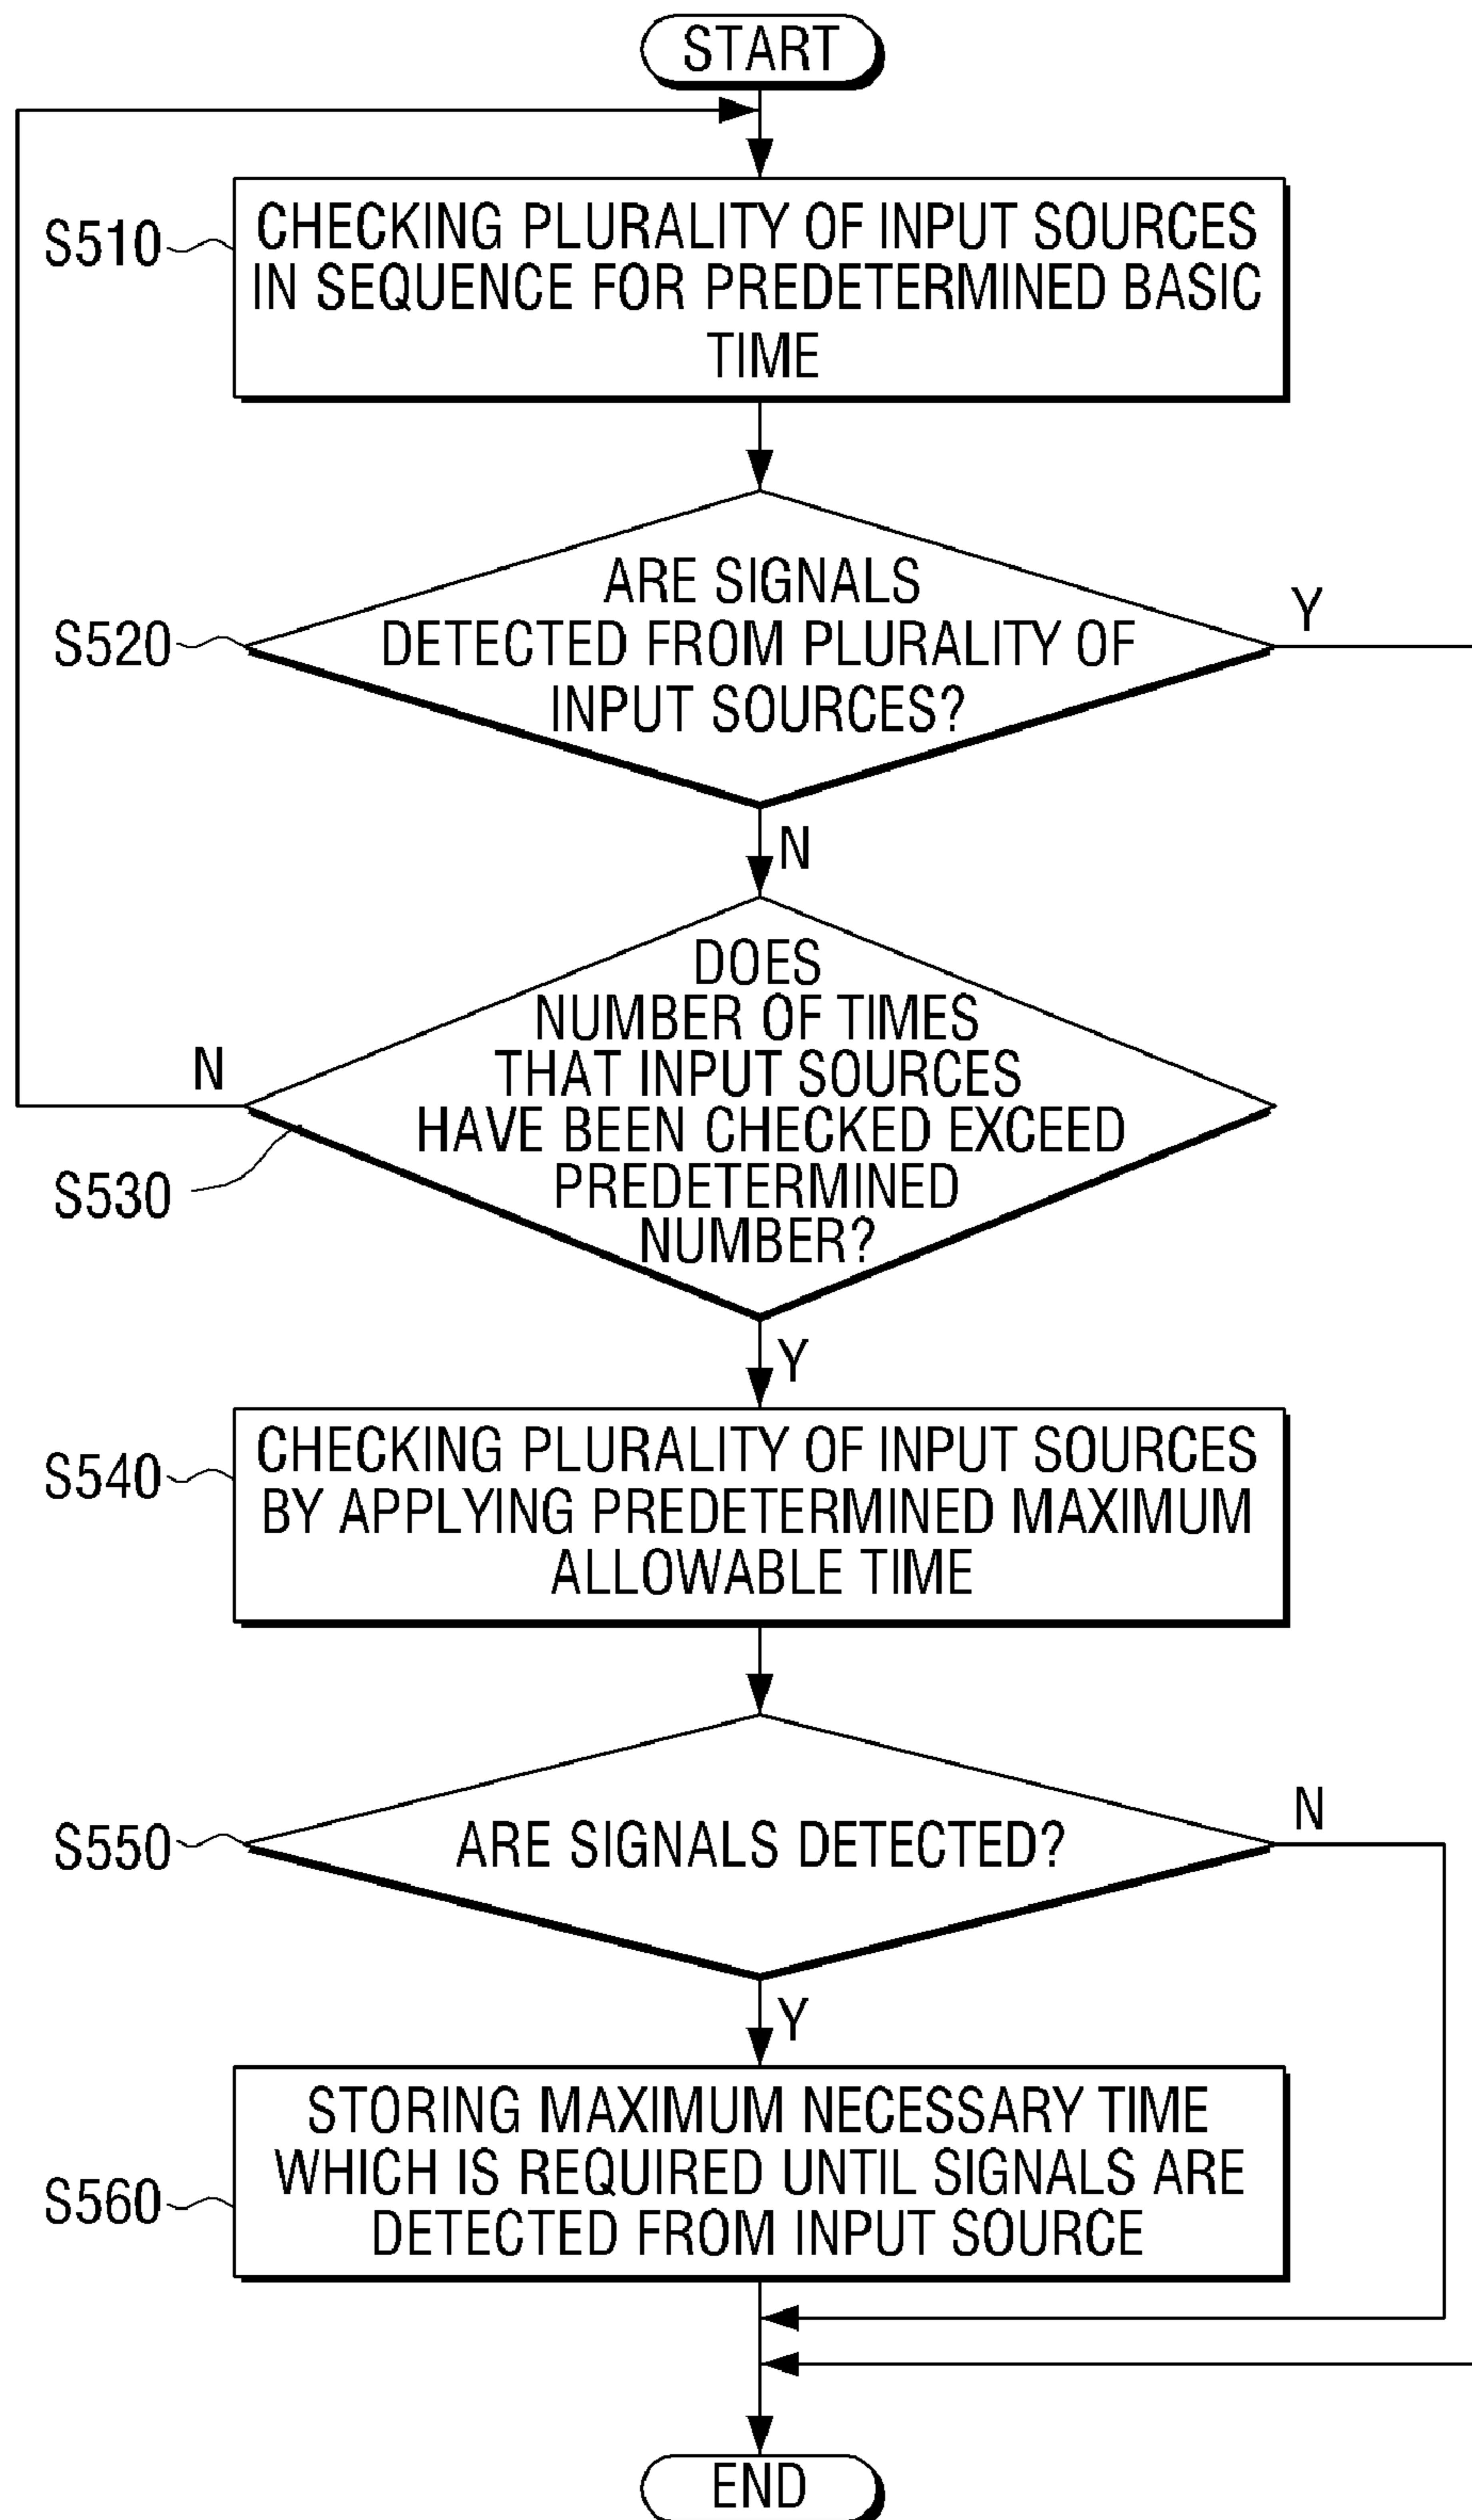 START
S510
CHECKING PLURALITY OF INPUT SOURCES
IN SEQUENCE FOR PREDETERMINED BASIC
TIME
S520
ARE SIGNALS
DETECTED FROM PLURALITY OF
INPUT SOURCES?
Y
N
DOES
NUMBER OF TIMES
THAT INPUT SOURCES
HAVE BEEN CHECKED EXCEED
PREDETERMINED
NUMBER?
N
S530
Y
S540
CHECKING PLURALITY OF INPUT SOURCES
BY APPLYING PREDETERMINED MAXIMUM
ALLOWABLE TIME
S550
ARE SIGNALS DETECTED?
N
Y
S560
STORING MAXIMUM NECESSARY TIME
WHICH IS REQUIRED UNTIL SIGNALS ARE
DETECTED FROM INPUT SOURCE
END